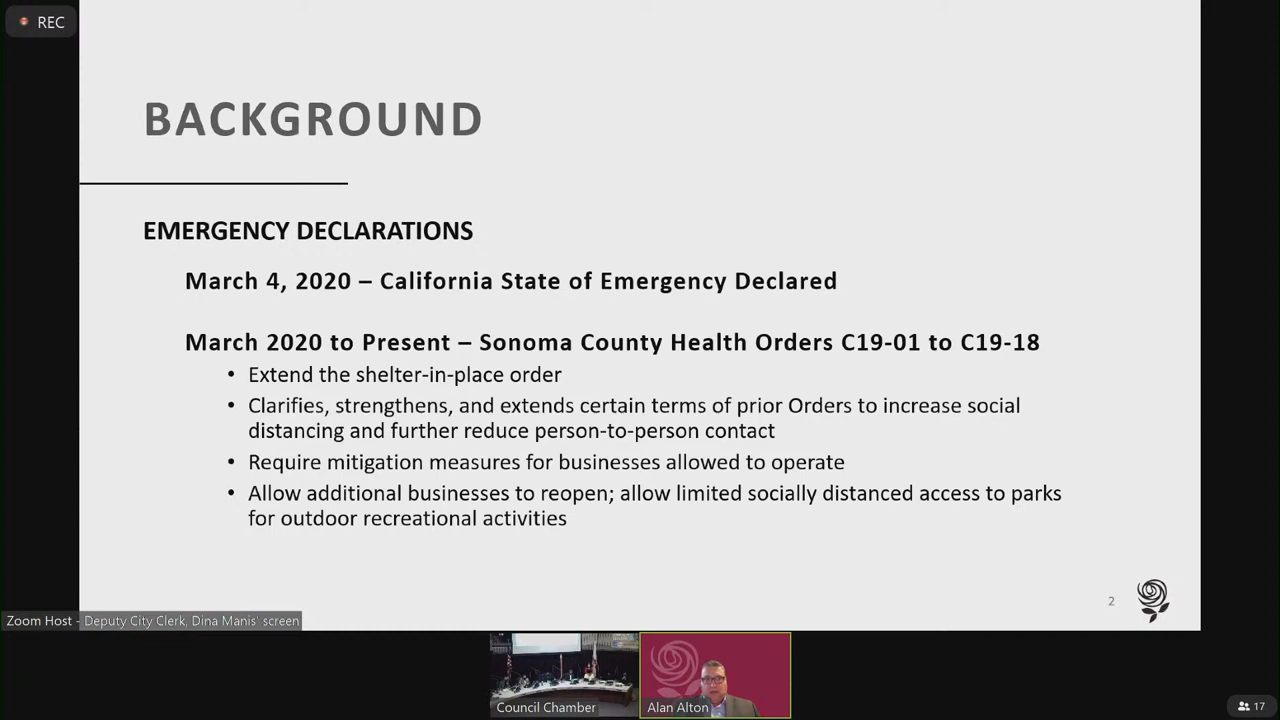 REC
BACKGROUND
EMERGENCY DECLARATIONS
March 4, 2020 – California State of Emergency Declared
March 2020 to Present – Sonoma County Health Orders C19-01 to C19-18
• Extend the shelter-in-place order
• Clarifies, strengthens, and extends certain terms of prior Orders to increase social
distancing and further reduce person-to-person contact
• Require mitigation measures for businesses allowed to operate
• Allow additional businesses to reopen; allow limited socially distanced access to parks
for outdoor recreational activities
2
Zoom Host - Deputy City Clerk, Dina Manis' screen
Council Chamber
Alan Alton
17